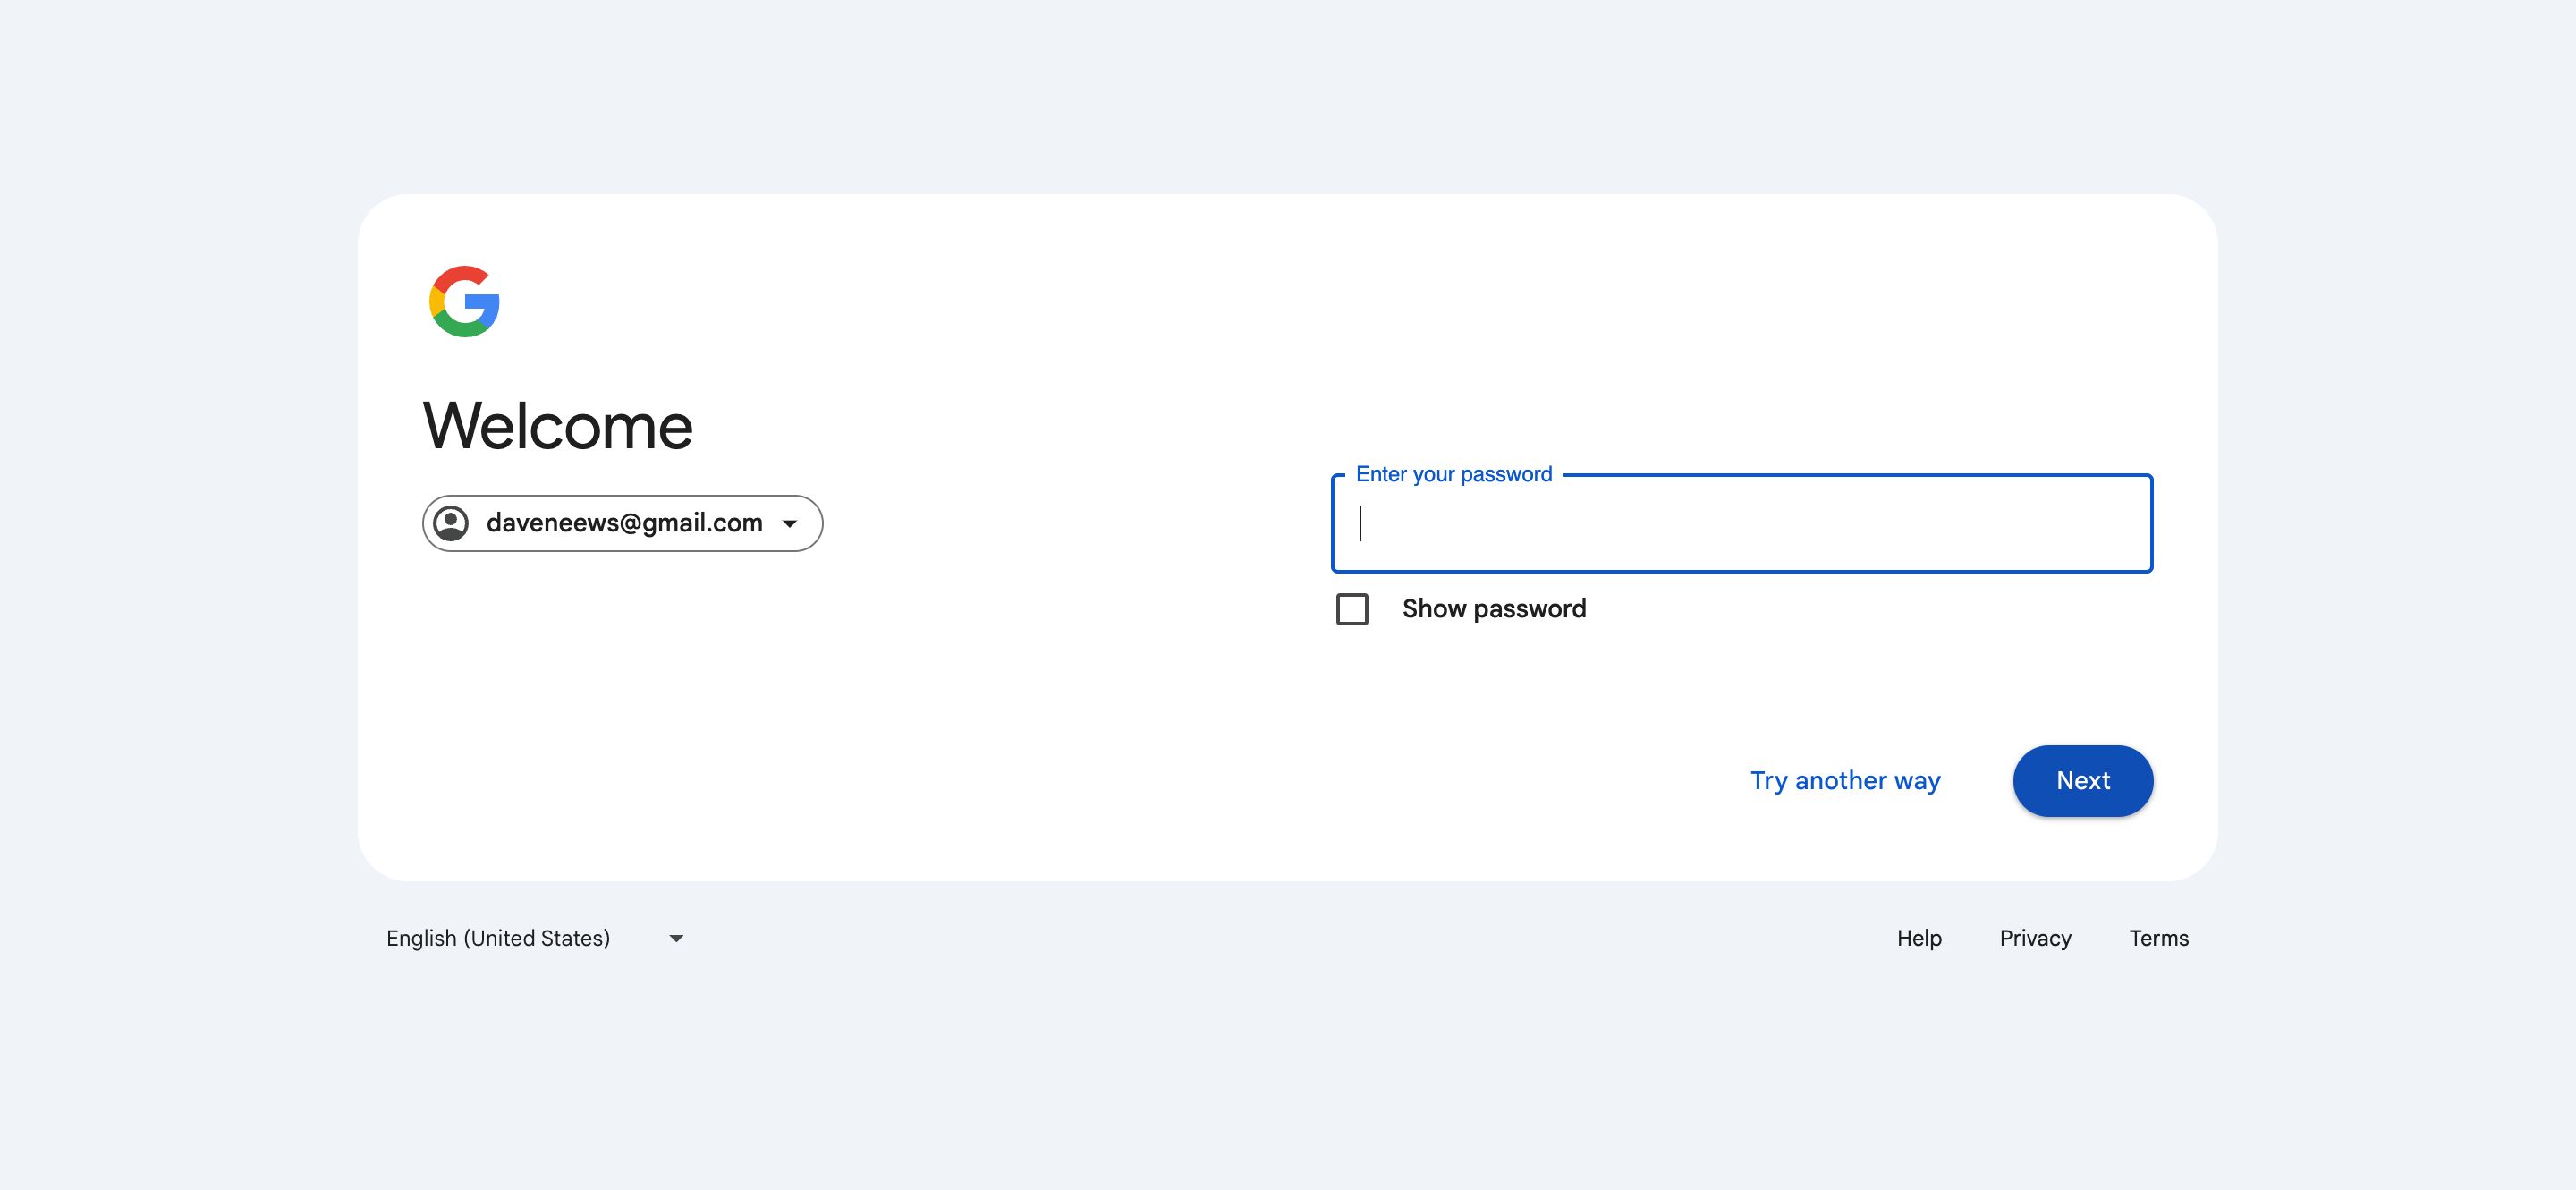 Welcome
daveneews@gmail.com
Enter your password
Show password
Try another way
Next
English (United States)
Help
Privacy
Terms